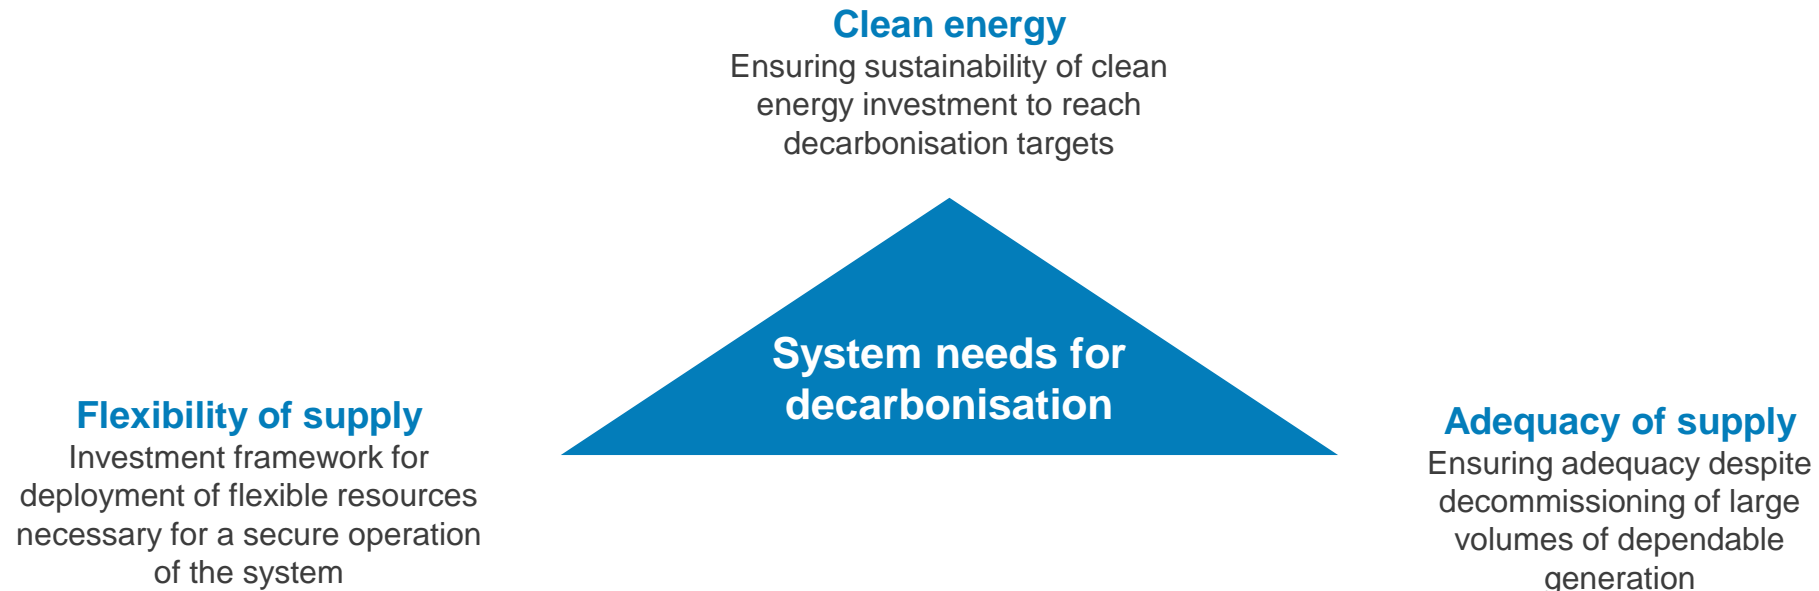 Clean energy
Ensuring sustainability of clean
energy investment to reach
decarbonisation targets
System needs for
decarbonisation
Flexibility of supply
Investment framework for
deployment of flexible resources
necessary for a secure operation
of the system
Adequacy of supply
Ensuring adequacy despite
decommissioning of large
volumes of dependable
generation